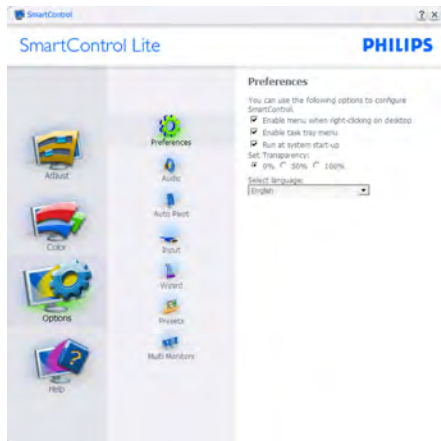 SmartControl
? ×
SmartControl Lite
PHILIPS
Adjust
Color
Options
Help
Preferences
Audio
Auto Pivot
Input
Wizard
Presets
Multi Monitors
Preferences
You can use the following options to configure
SmartControl.
Enable menu when right-clicking on desktop
Enable task tray menu
Run at system start-up
Set Transparency:
0% 50% 100%
Select language:
English